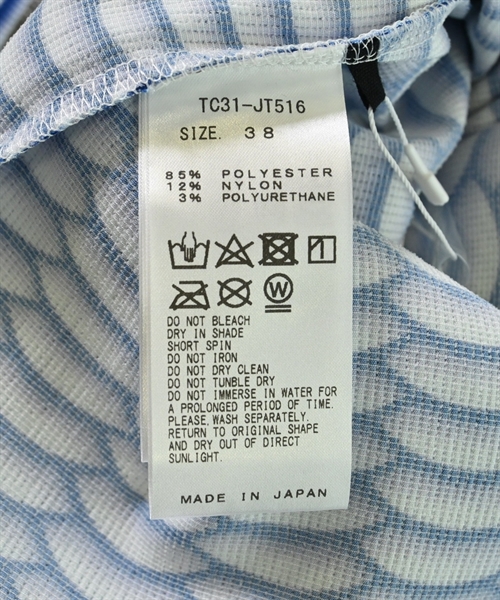 TC31-JT516
SIZE. 38
85% POLYESTER
12% NYLON
3% POLYURETHANE
W
DO NOT BLEACH
DRY IN SHADE
SHORT SPIN
DO NOT IRON
DO NOT DRY CLEAN
DO NOT TUMBLE DRY
DO NOT IMMERSE IN WATER FOR
A PROLONGED PERIOD OF TIME.
PLEASE WASH SEPARATELY.
RETURN TO ORIGINAL SHAPE
AND DRY OUT OF DIRECT
SUNLIGHT.
MADE IN JAPAN